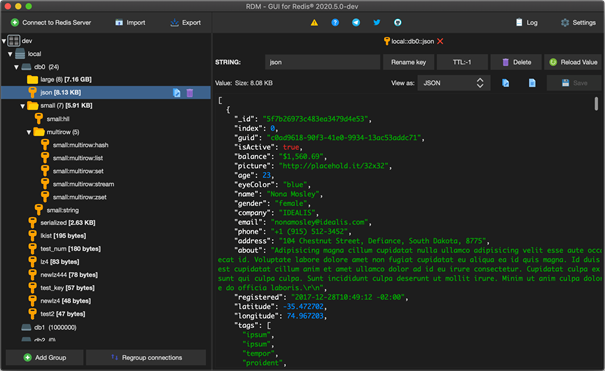 RDM - GUI for Redis® 2020.5.0-dev
Connect to Redis Server
Import
Export
Log
Settings
dev
local
db0 (24)
large (8) [7.16 GB]
json [8.13 KB]
small (7) [5.91 KB]
small:hll
multirow (5)
small:multirow:hash
small:multirow:list
small:multirow:set
small:multirow:stream
small:multirow:zset
small:string
serialized [2.63 KB]
lkist [195 bytes]
test_num [180 bytes]
lz4 [83 bytes]
newlz444 [78 bytes]
test_key [57 bytes]
newlz4 [48 bytes]
test2 [47 bytes]
db1 (1000000)
Add Group
Regroup connections
local::db0::json
STRING:
json
Rename key
TTL:-1
Delete
Reload Value
Value: Size: 8.08 KB
View as:
JSON
Save
[
{
"_id": "5f7b26973c483ea3479d4e53",
"index": 0,
"guid": "c0ad9618-90f3-41e0-9934-13ac53addc71",
"isActive": true,
"balance": "$1,560.69",
"picture": "http://placehold.it/32x32",
"age": 23,
"eyeColor": "blue",
"name": "Nona Mosley",
"gender": "female",
"company": "IDEALIS",
"email": "nonamosley@idealis.com",
"phone": "+1 (915) 512-3452",
"address": "104 Chestnut Street, Defiance, South Dakota, 8775",
"about": "Adipisicing magna cillum cupidatat nulla ullamco adipisicing velit esse aute occa
ecat id. Voluptate labore dolore amet non fugiat cupidatat eu aliqua ea id quis magna. Id duis
est cupidatat cillum anim et amet ullamco dolor ad id eu irure consectetur. Cupidatat culpa ex
sunt qui culpa culpa. Sunt incididunt culpa deserunt ut mollit irure. Minim ut anim culpa dolor
e do officia laboris.\r\n",
"registered": "2017-12-28T10:49:12 -02:00",
"latitude": -35.472702,
"longitude": 74.967203,
"tags": [
"ipsum",
"ipsum",
"tempor",
"proident",